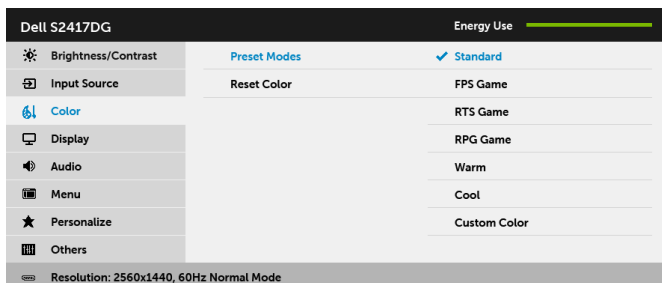 Dell S2417DG Energy Use
Brightness/Contrast Preset Modes Standard
Input Source Reset Color FPS Game
Color RTS Game
Display RPG Game
Audio Warm
Menu Cool
Personalize Custom Color
Others
Resolution: 2560x1440, 60Hz Normal Mode